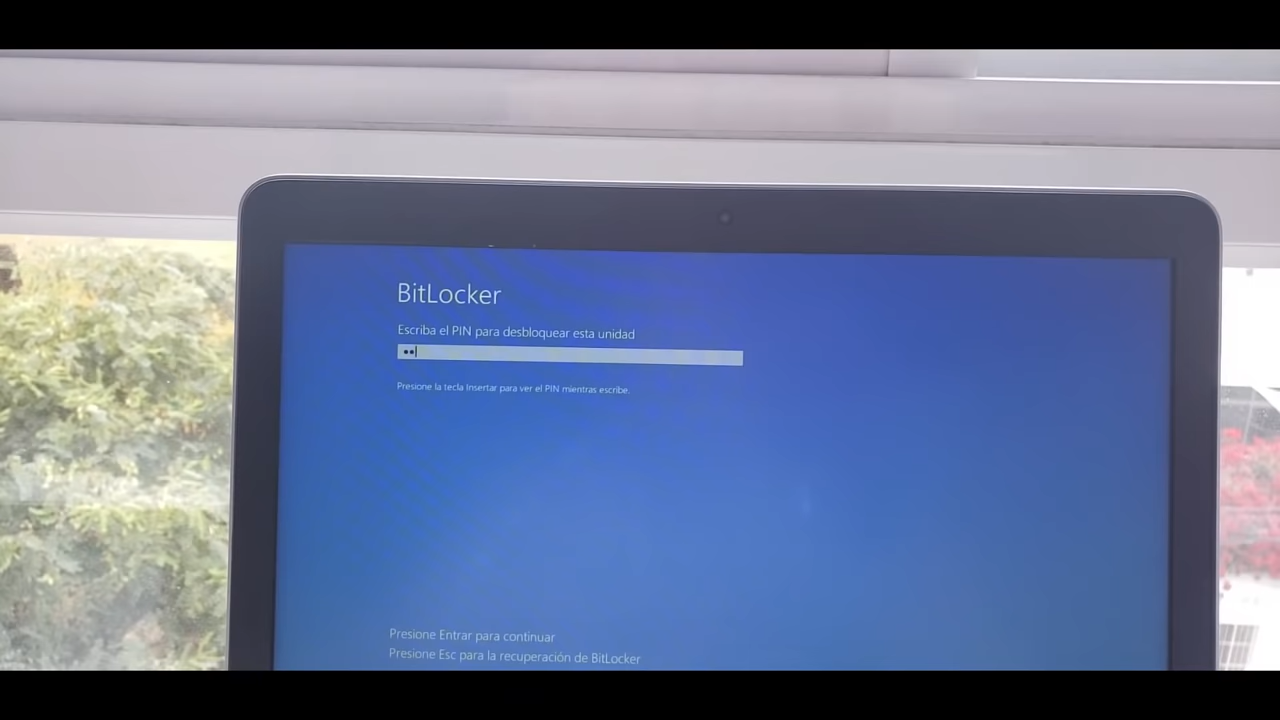 BitLocker
Escriba el PIN para desbloquear esta unidad
Presione la tecla Insertar para ver el PIN mientras escribe.
Presione Entrar para continuar
Presione Esc para la recuperación de BitLocker